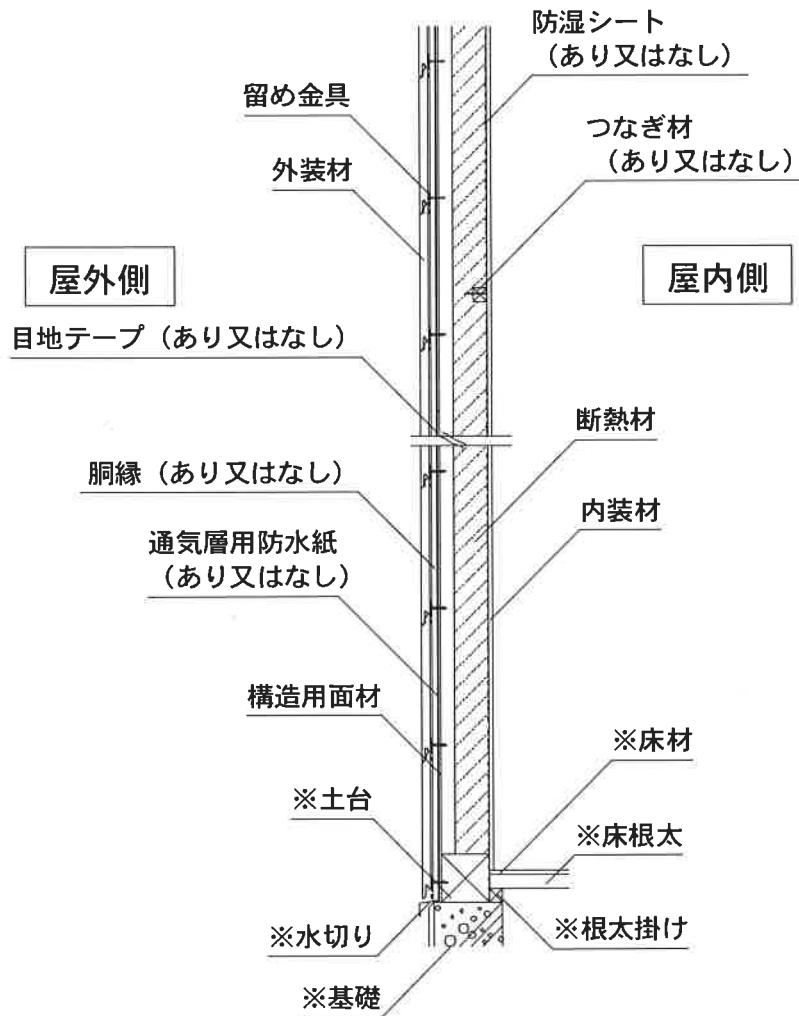 防湿シート
（あり又はなし）
留め金具
つなぎ材
（あり又はなし）
外装材
屋外側
屋内側
目地テープ（あり又はなし）
断熱材
胴縁（あり又はなし）
内装材
通気層用防水紙
（あり又はなし）
構造用面材
※床材
※土台
※床根太
※水切り
※根太掛け
※基礎